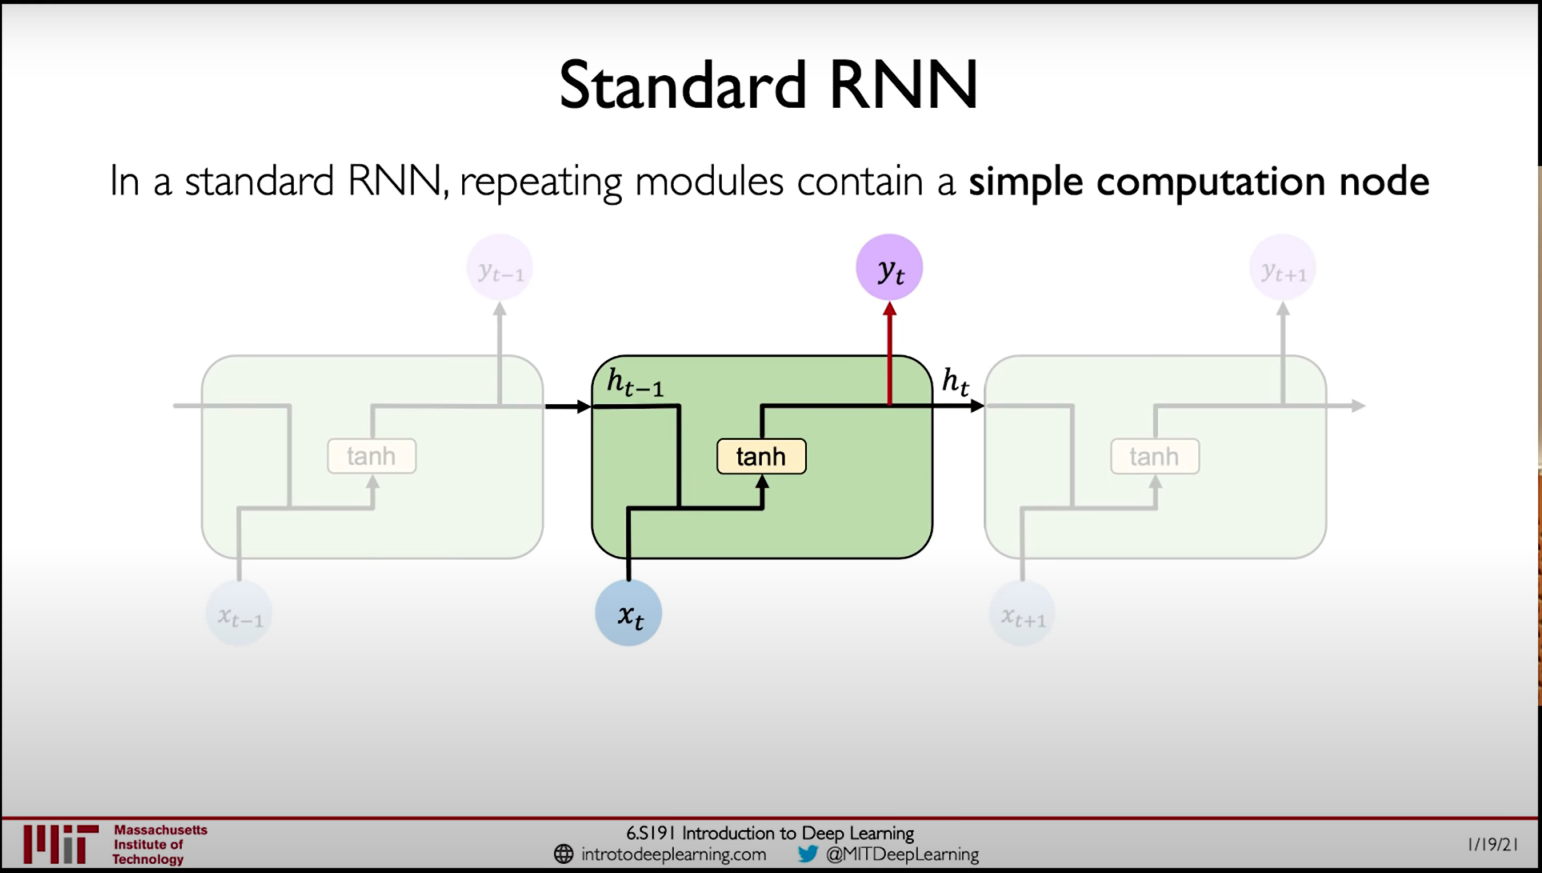 Standard RNN
In a standard RNN, repeating modules contain a simple computation node
y_{t−1}
y_t
y_{t+1}
h_{t−1}
h_t
tanh
tanh
tanh
x_{t−1}
x_t
x_{t+1}
Massachusetts
Institute of
Technology
6.S191 Introduction to Deep Learning
introtodeeplearning.com @MITDeepLearning
1/19/21